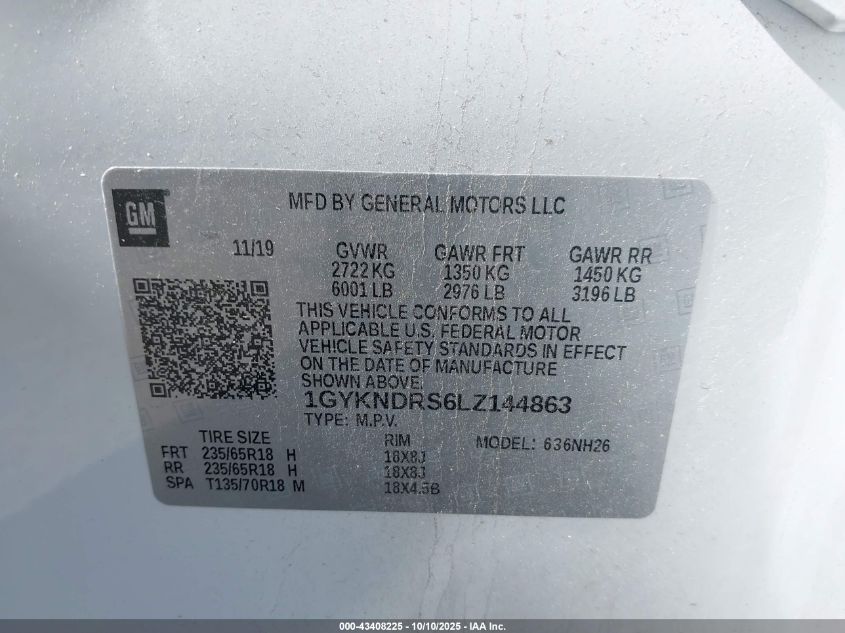 GM
MFD BY GENERAL MOTORS LLC
11/19 GVWR GAWR FRT GAWR RR
2722 KG 1350 KG 1450 KG
6001 LB 2976 LB 3196 LB
THIS VEHICLE CONFORMS TO ALL
APPLICABLE U.S. FEDERAL MOTOR
VEHICLE SAFETY STANDARDS IN EFFECT
ON THE DATE OF MANUFACTURE
SHOWN ABOVE.
1GYKNDRS6LZ144863
TYPE: M.P.V.
TIRE SIZE RIM MODEL: 636NH26
FRT 235/65R18 H 18X8J
RR 235/65R18 H 18X8J
SPA T135/70R18 M 18X4.5B
000-43408225 - 10/10/2025 - IAA Inc.